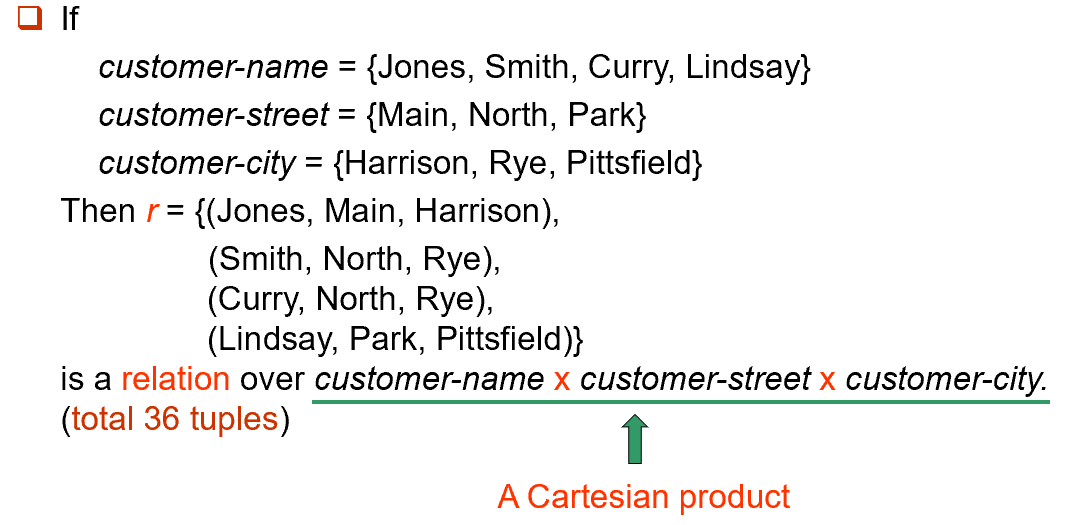 If
customer-name = {Jones, Smith, Curry, Lindsay}
customer-street = {Main, North, Park}
customer-city = {Harrison, Rye, Pittsfield}
Then r = {(Jones, Main, Harrison),
(Smith, North, Rye),
(Curry, North, Rye),
(Lindsay, Park, Pittsfield)}
is a relation over customer-name x customer-street x customer-city.
(total 36 tuples)
A Cartesian product